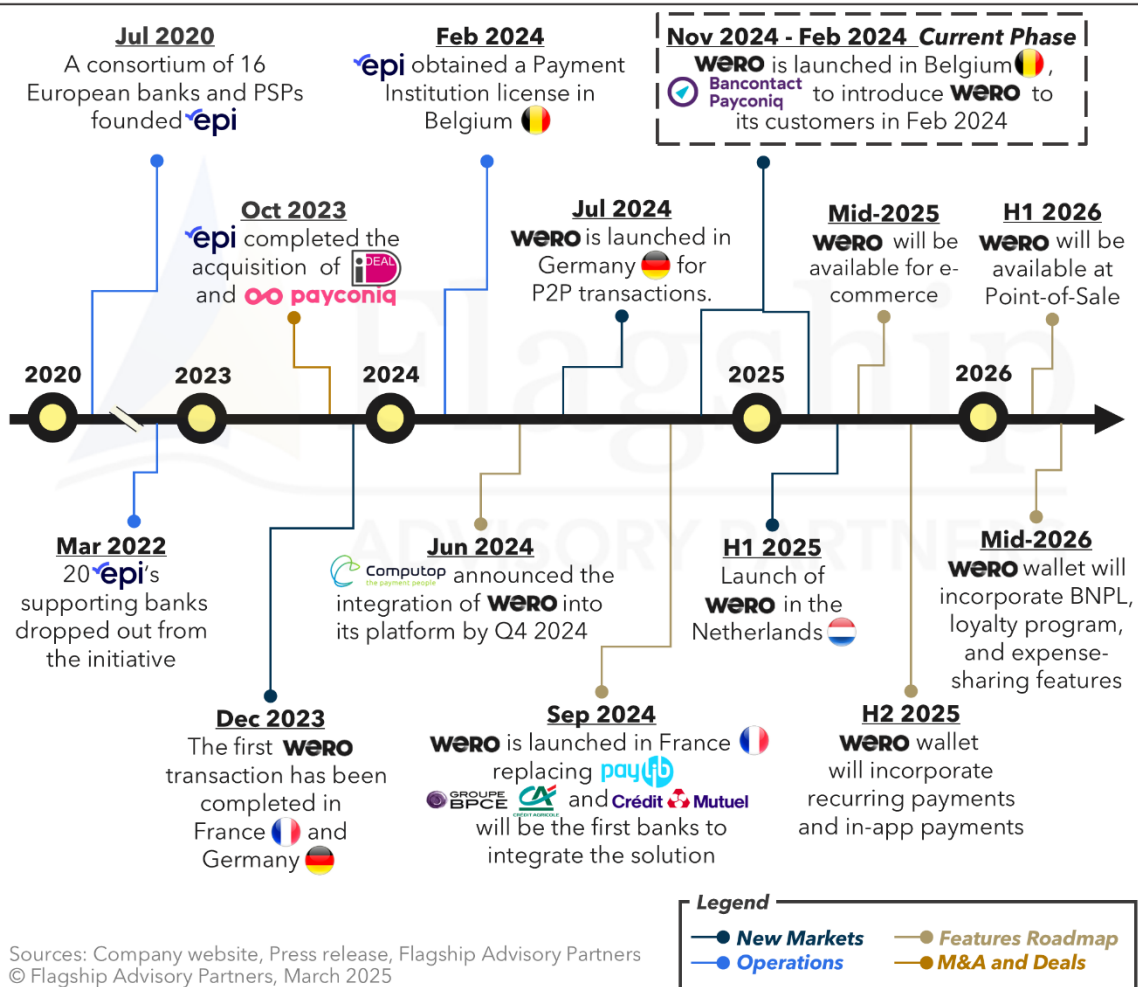 Jul 2020
A consortium of 16
European banks and PSPs
founded epi
Feb 2024
epi obtained a Payment
Institution license in
Belgium
Nov 2024 - Feb 2024 Current Phase
wero is launched in Belgium ,
Bancontact Payconiq to introduce wero to
its customers in Feb 2024
Oct 2023
epi completed the
acquisition of iDEAL
and payconiq
Jul 2024
wero is launched in
Germany for
P2P transactions.
Mid-2025
wero will be
available for e-
commerce
H1 2026
wero will be
available at
Point-of-Sale
2020
2023
2024
2025
2026
Flagship
ADVISORY PARTNERS
Mar 2022
20 epi's
supporting banks
dropped out from
the initiative
Jun 2024
Computop the payment people announced the
integration of wero into
its platform by Q4 2024
H1 2025
Launch of
wero in the
Netherlands
Mid-2026
wero wallet will
incorporate BNPL,
loyalty program,
and expense-
sharing features
Dec 2023
The first wero
transaction has been
completed in
France and
Germany
Sep 2024
wero is launched in France
replacing paylib
GROUPE BPCE CA CRÉDIT AGRICOLE and Crédit Mutuel
will be the first banks to
integrate the solution
H2 2025
wero wallet
will incorporate
recurring payments
and in-app payments
Legend
New Markets
Features Roadmap
Operations
M&A and Deals
Sources: Company website, Press release, Flagship Advisory Partners
© Flagship Advisory Partners, March 2025